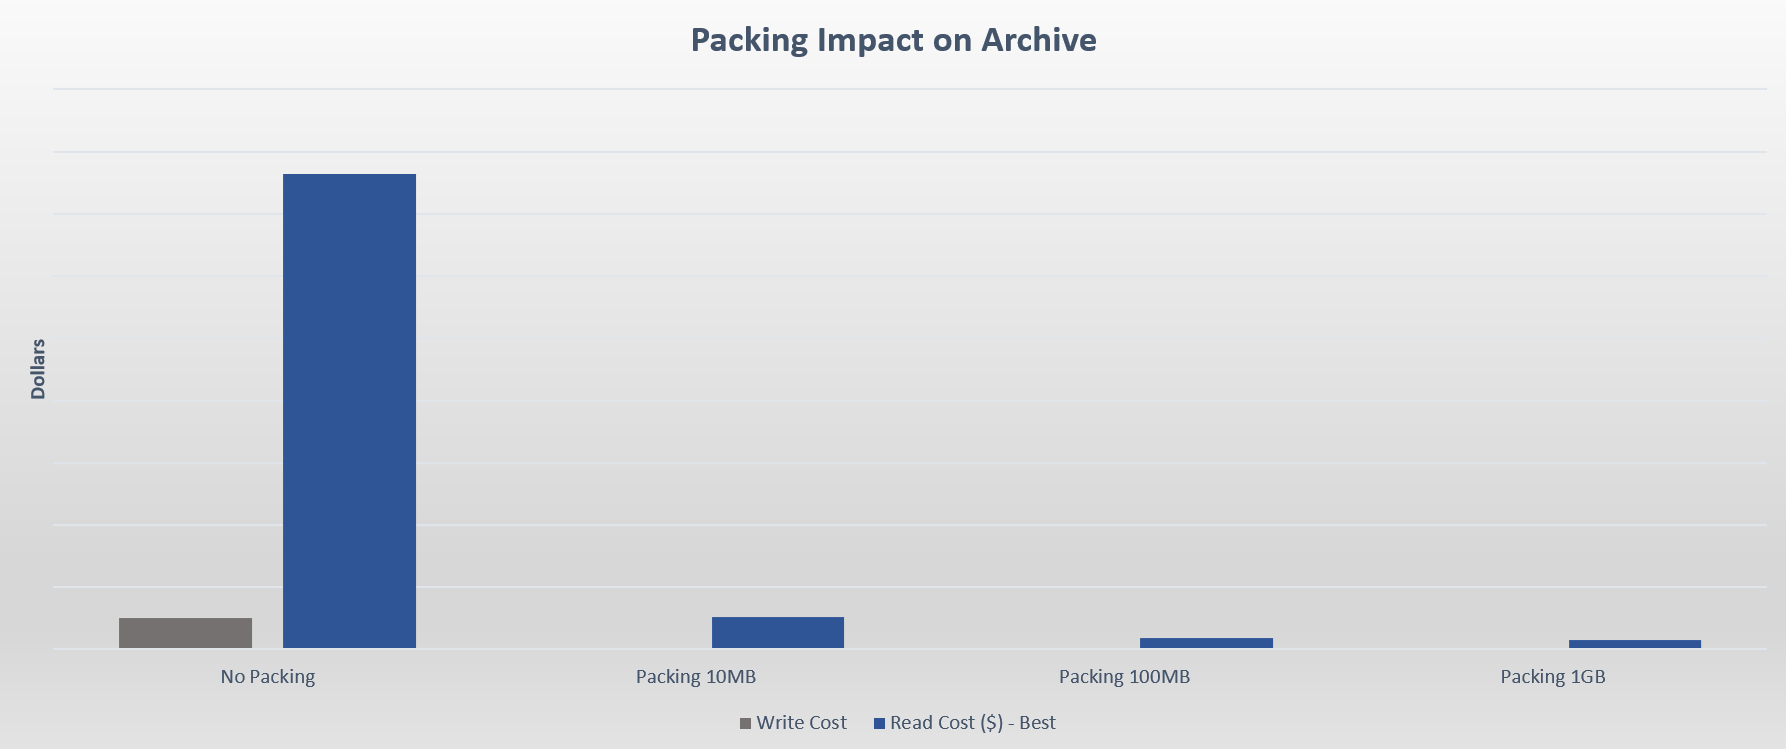 Packing Impact on Archive
Dollars
No Packing
Packing 10MB
Packing 100MB
Packing 1GB
Write Cost
Read Cost ($) - Best